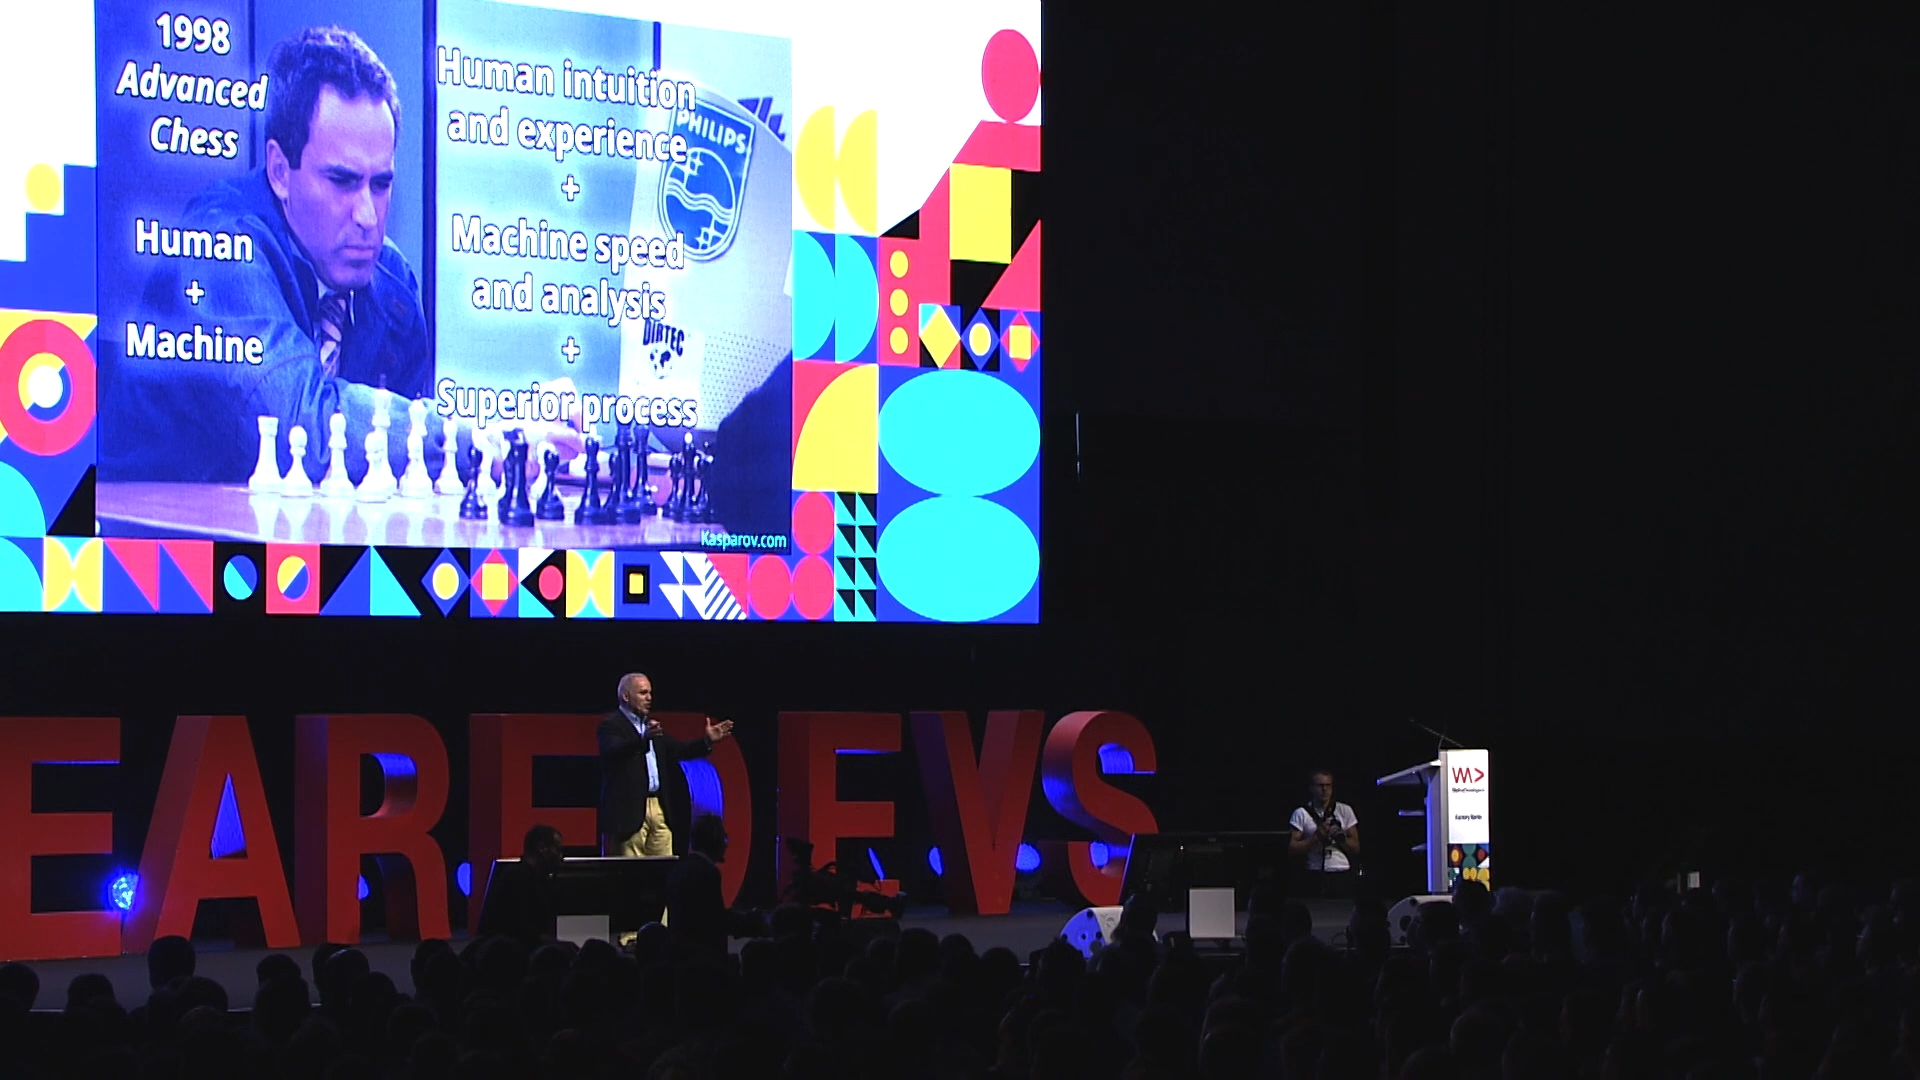 1998
Advanced
Chess
Human
+
Machine
Human intuition
and experience
+
Machine speed
and analysis
+
Superior process
PHILIPS
DIRTEC
Kasparov.com
EAREDEVS